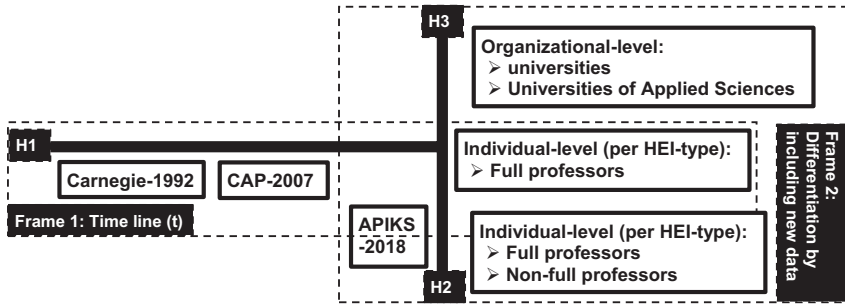 H3
Organizational-level:
➢ universities
➢ Universities of Applied Sciences
H1
Carnegie-1992
CAP-2007
Individual-level (per HEI-type):
➢ Full professors
Frame 1: Time line (t)
APIKS
-2018
Individual-level (per HEI-type):
➢ Full professors
➢ Non-full professors
H2
Frame 2:
Differentiation by
including new data